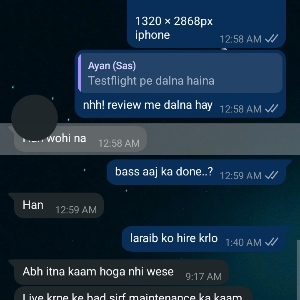 1320 × 2868px
iphone
12:58 AM
Ayan (Sas)
Testflight pe dalna haina
nhh! review me dalna hay
12:58 AM
wohi na
12:58 AM
bass aaj ka done..?
12:59 AM
Han
12:59 AM
laraib ko hire krlo
1:40 AM
Abh itna kaam hoga nhi wese
9:17 AM
Live krne ke bad sirf maintenance ka kaam